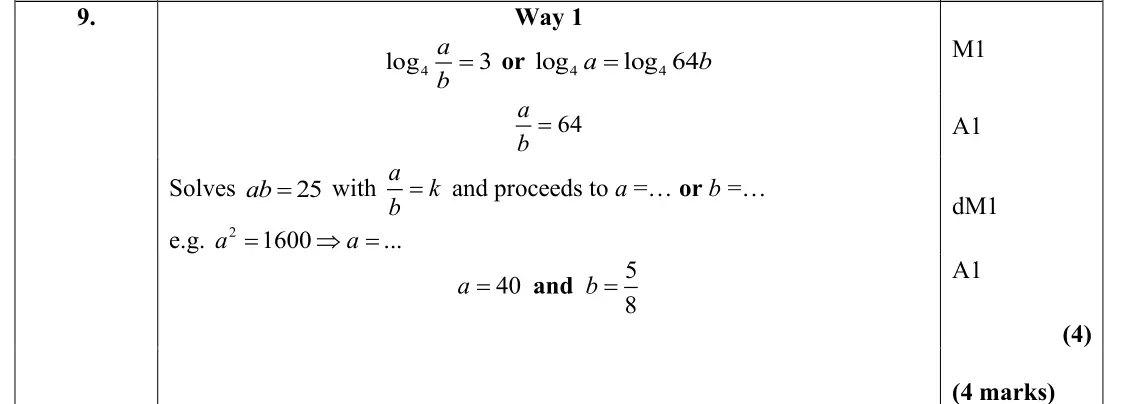 9.
Way 1
log₄ a/b = 3 or log₄ a = log₄ 64b
M1
a/b = 64
A1
Solves ab = 25 with a/b = k and proceeds to a =… or b =…
dM1
e.g. a² = 1600 ⇒ a = ...
a = 40 and b = 5/8
A1
(4)
(4 marks)